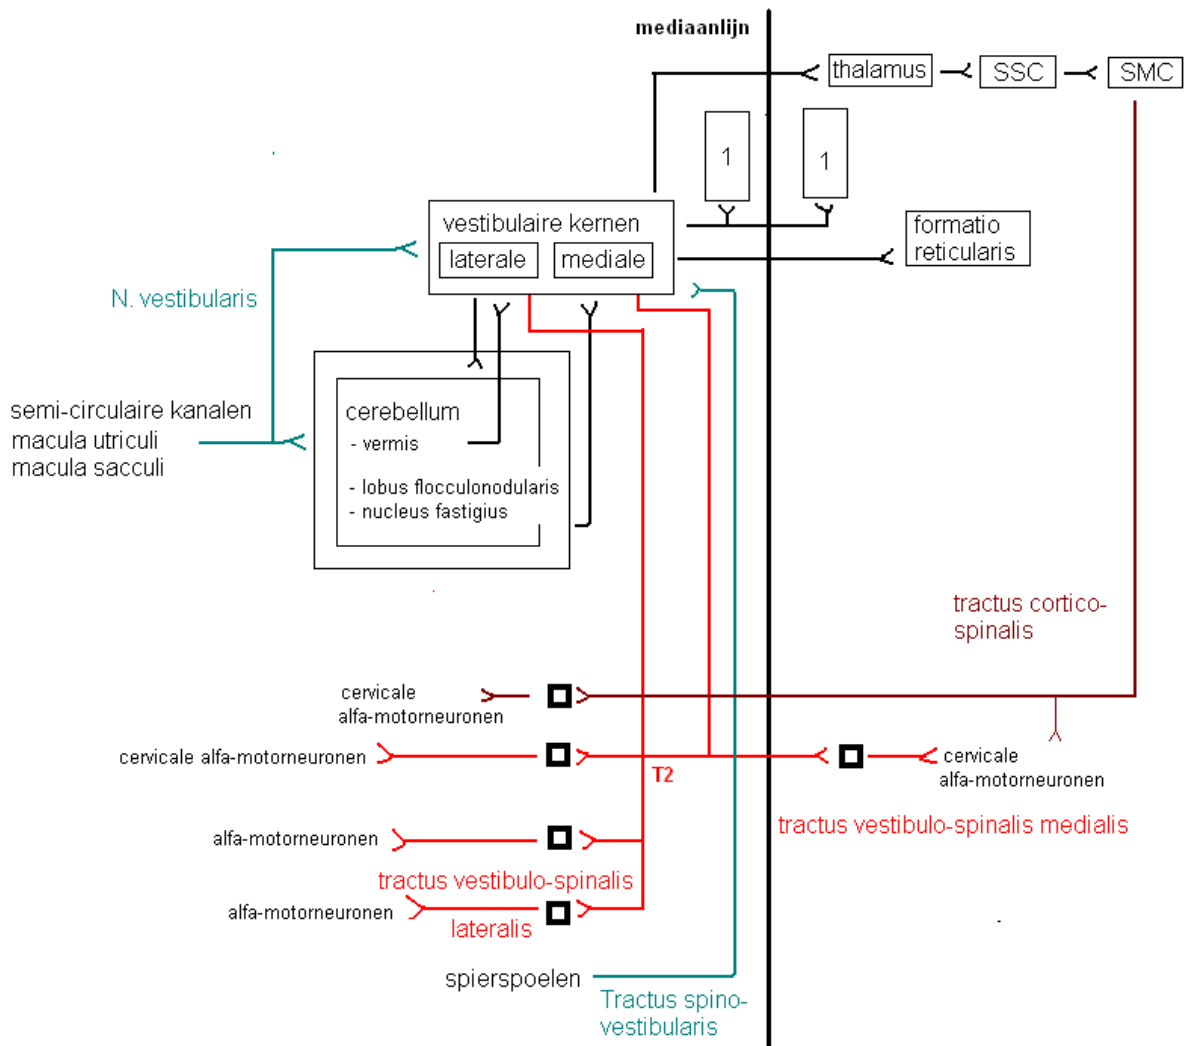 mediaanlijn
thalamus
SSC
SMC
1
1
vestibulaire kernen
laterale
mediale
formatio
reticularis
N. vestibularis
semi-circulaire kanalen
macula utriculi
macula sacculi
cerebellum
- vermis
- lobus flocculonodularis
- nucleus fastigius
tractus cortico-
spinalis
cervicale
alfa-motorneuronen
cervicale alfa-motorneuronen
T2
cervicale
alfa-motorneuronen
tractus vestibulo-spinalis medialis
alfa-motorneuronen
tractus vestibulo-spinalis
lateralis
alfa-motorneuronen
spierspoelen
Tractus spino-
vestibularis